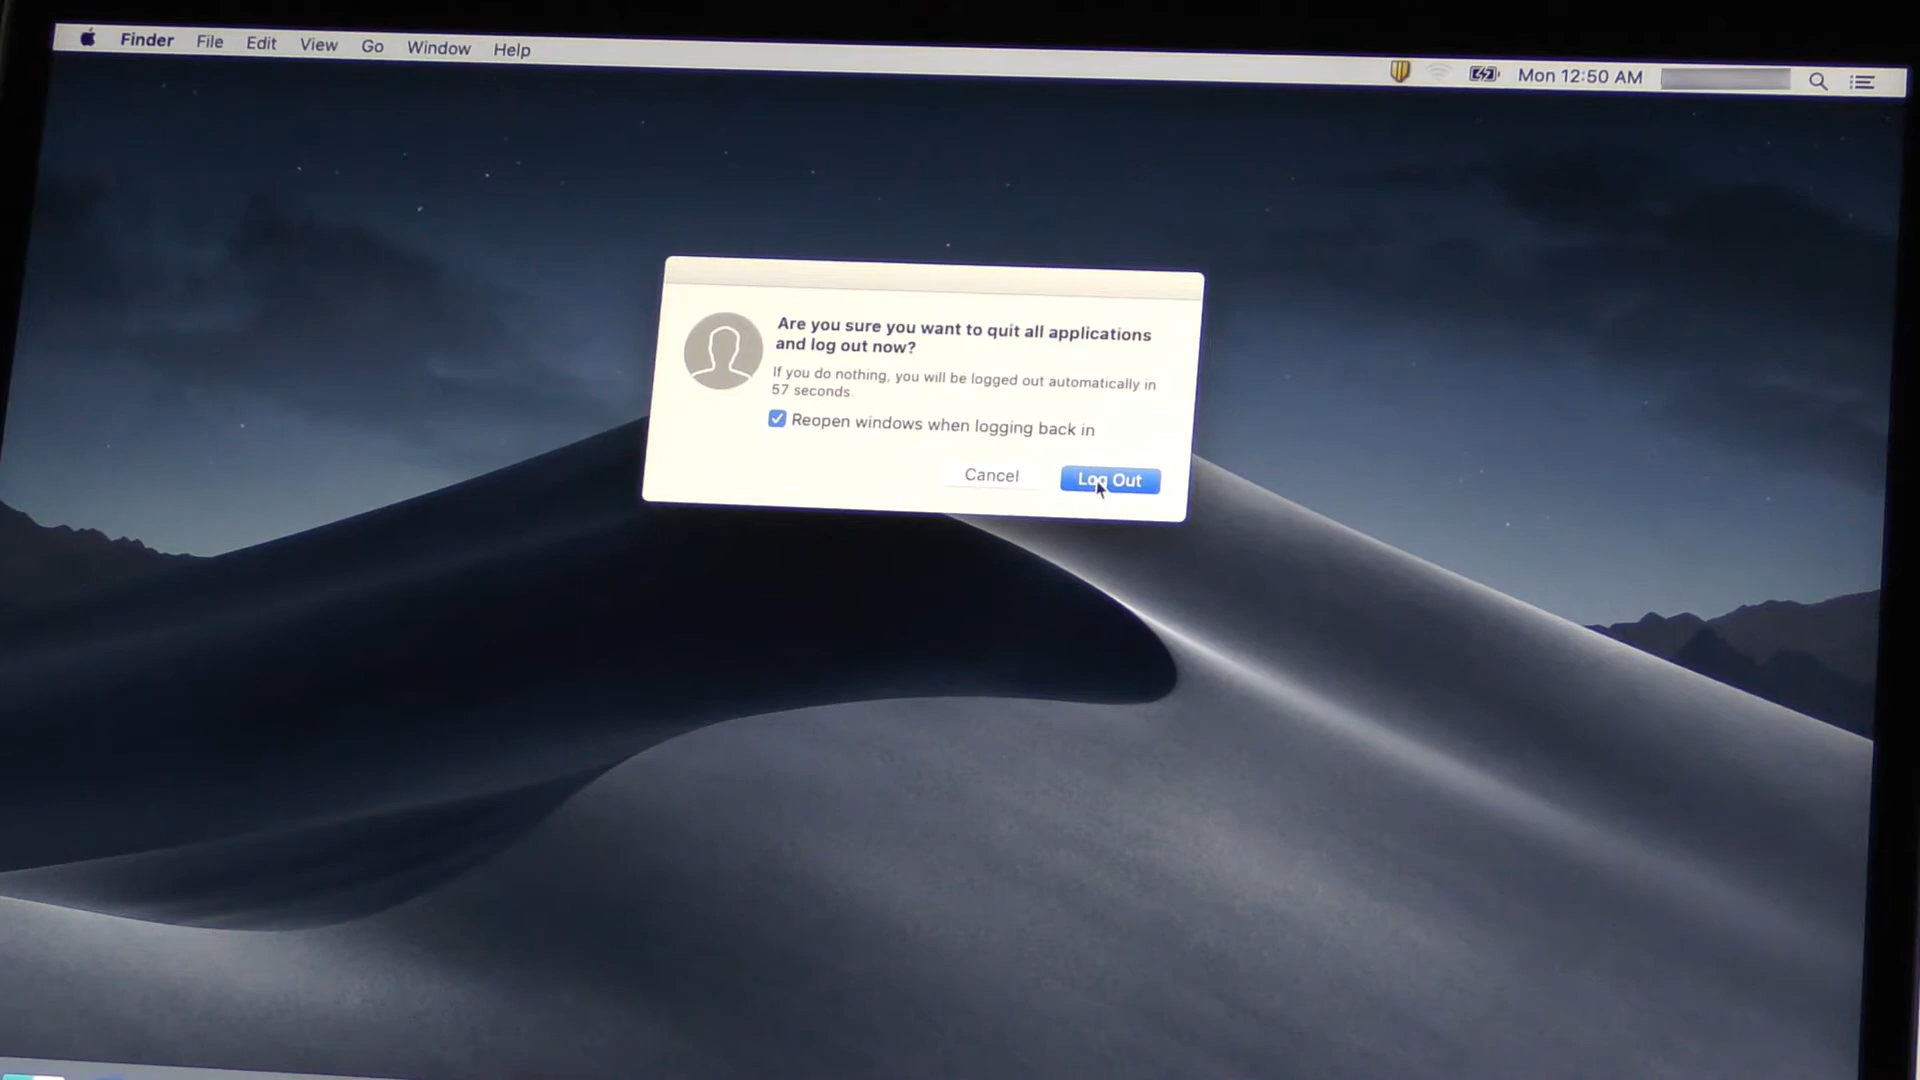 Finder File Edit View Go Window Help
Mon 12:50 AM
Are you sure you want to quit all applications
and log out now?
If you do nothing, you will be logged out automatically in
57 seconds.
Reopen windows when logging back in
Cancel
Log Out